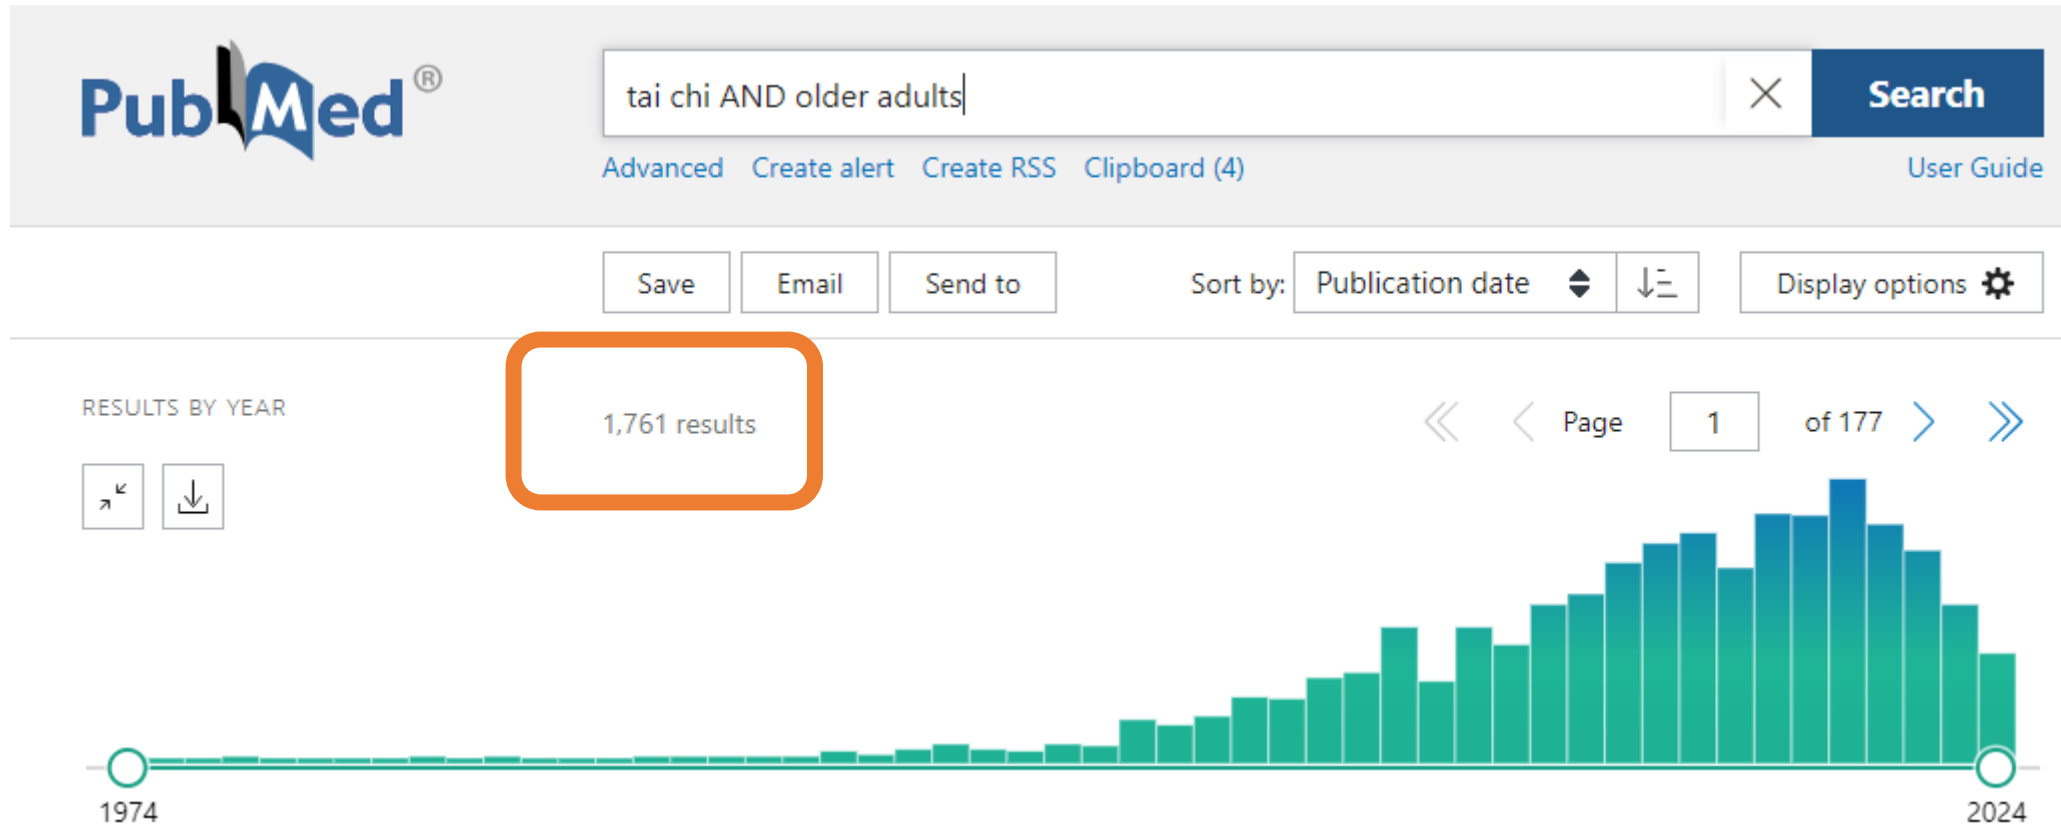 PubMed®
tai chi AND older adults
Search
Advanced Create alert Create RSS Clipboard (4) User Guide
Save Email Send to Sort by: Publication date Display options
RESULTS BY YEAR
1,761 results
Page 1 of 177
1974 2024